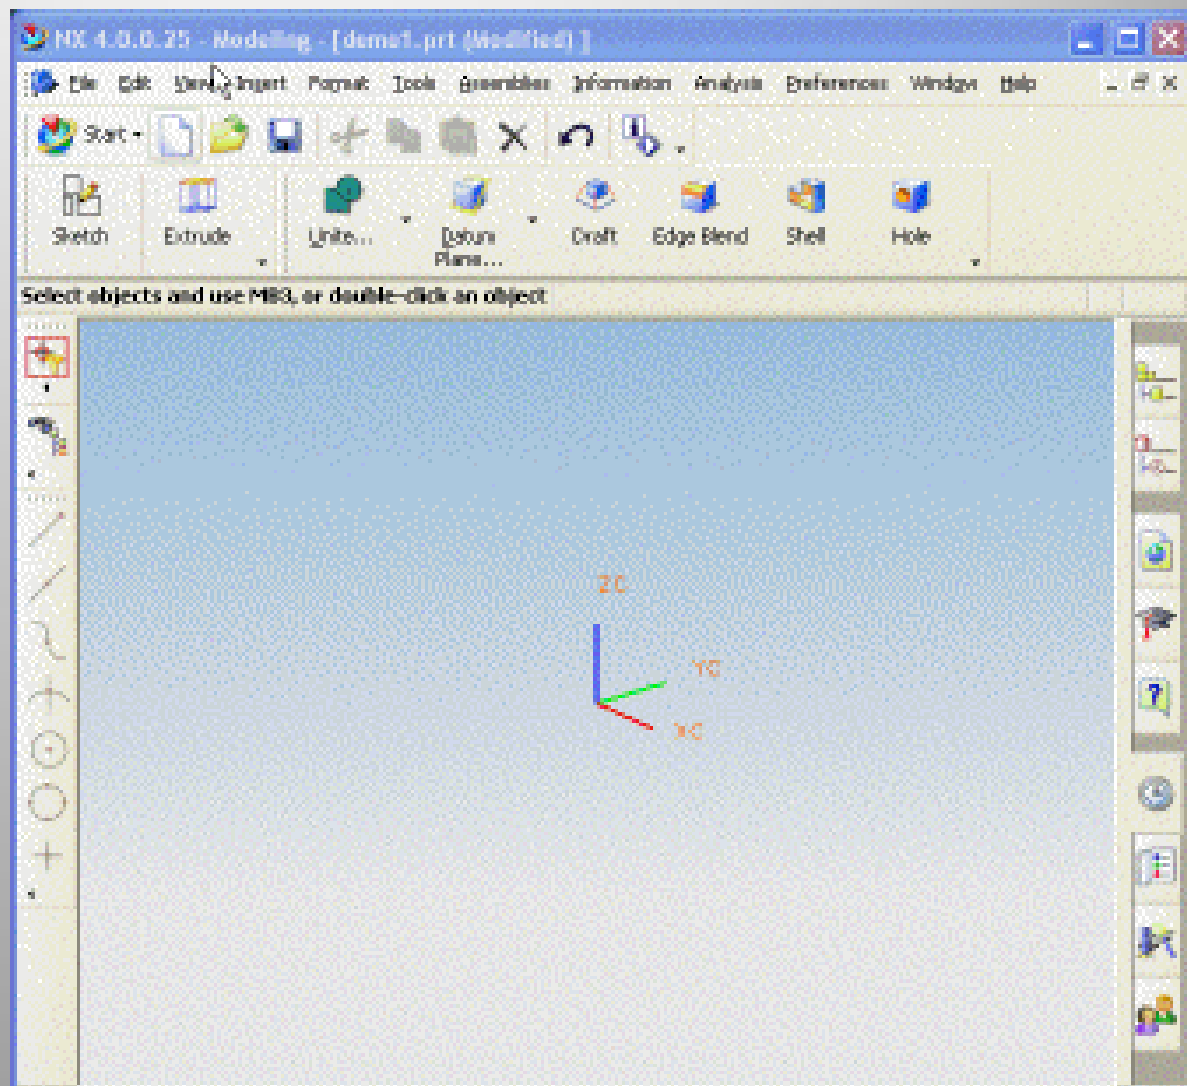 NX 4.0.0.25 - Modeling - [demo1.prt (Modified) ]
File Edit View Insert Format Tools Assemblies Information Analysis Preferences Window Help
Start
Sketch Extrude Unite... Datum Plane... Draft Edge Blend Shell Hole
Select objects and use MB3, or double-click an object
ZC
YC
XC